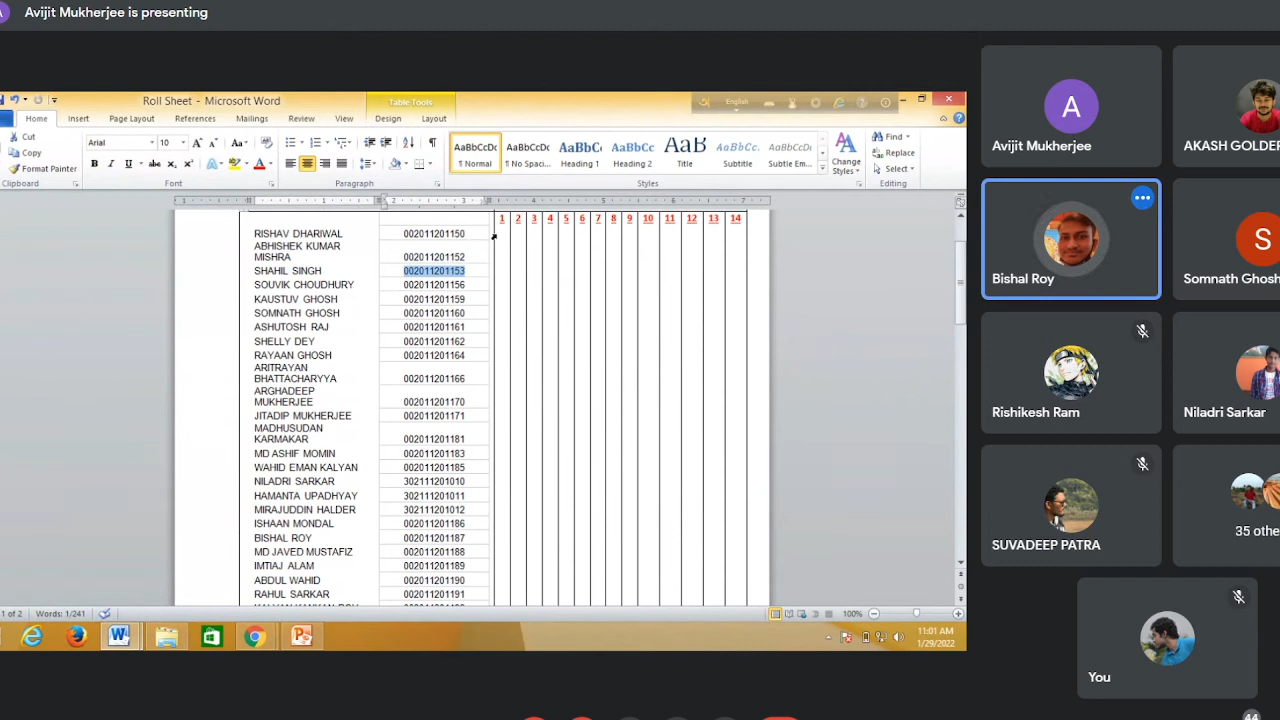 Avijit Mukherjee is presenting
Roll Sheet - Microsoft Word
Table Tools
English
Home Insert Page Layout References Mailings Review View Design Layout
Cut
Copy
Format Painter
Clipboard
Arial 10
Font
Paragraph
AaBbCcDc AaBbCcDc AaBbCc AaBbCc AaB AaBbCc. AaBbCcDc
¶ Normal ¶ No Spaci... Heading 1 Heading 2 Title Subtitle Subtle Em...
Change Styles
Styles
Find
Replace
Select
Editing
1 2 3 4 5 6 7 8 9 10 11 12 13 14
RISHAV DHARIWAL 002011201150
ABHISHEK KUMAR
MISHRA 002011201152
SHAHIL SINGH 002011201153
SOUVIK CHOUDHURY 002011201156
KAUSTUV GHOSH 002011201159
SOMNATH GHOSH 002011201160
ASHUTOSH RAJ 002011201161
SHELLY DEY 002011201162
RAYAAN GHOSH 002011201164
ARITRAYAN
BHATTACHARYYA 002011201166
ARGHADEEP
MUKHERJEE 002011201170
JITADIP MUKHERJEE 002011201171
MADHUSUDAN
KARMAKAR 002011201181
MD ASHIF MOMIN 002011201183
WAHID EMAN KALYAN 002011201185
NILADRI SARKAR 302111201010
HAMANTA UPADHYAY 302111201011
MIRAJUDDIN HALDER 302111201012
ISHAAN MONDAL 002011201186
BISHAL ROY 002011201187
MD JAVED MUSTAFIZ 002011201188
IMTIAJ ALAM 002011201189
ABDUL WAHID 002011201190
RAHUL SARKAR 002011201191
1 of 2 Words: 1/241
100%
11:01 AM
1/29/2022
A
Avijit Mukherjee
AKASH GOLDER
Bishal Roy
S
Somnath Ghosh
Rishikesh Ram
Niladri Sarkar
SUVADEEP PATRA
35 othe
You
44